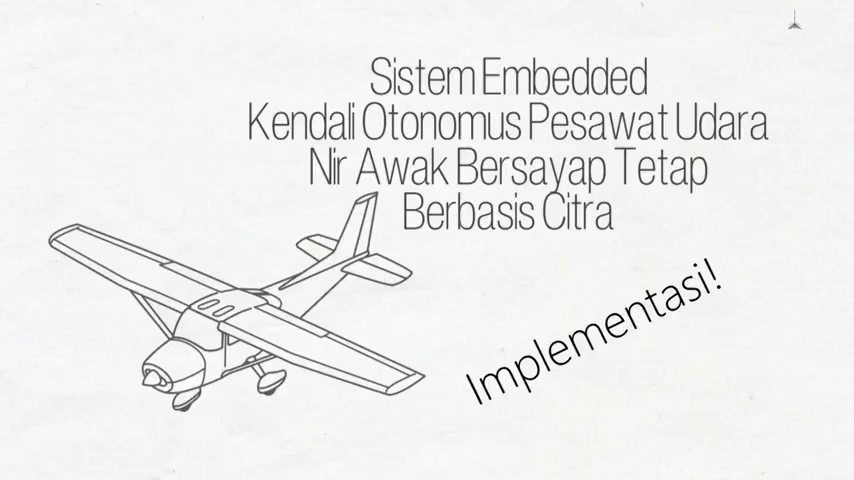 Sistem Embedded
Kendali Otonomus Pesawat Udara
Nir Awak Bersayap Tetap
Berbasis Citra
Implementasi!